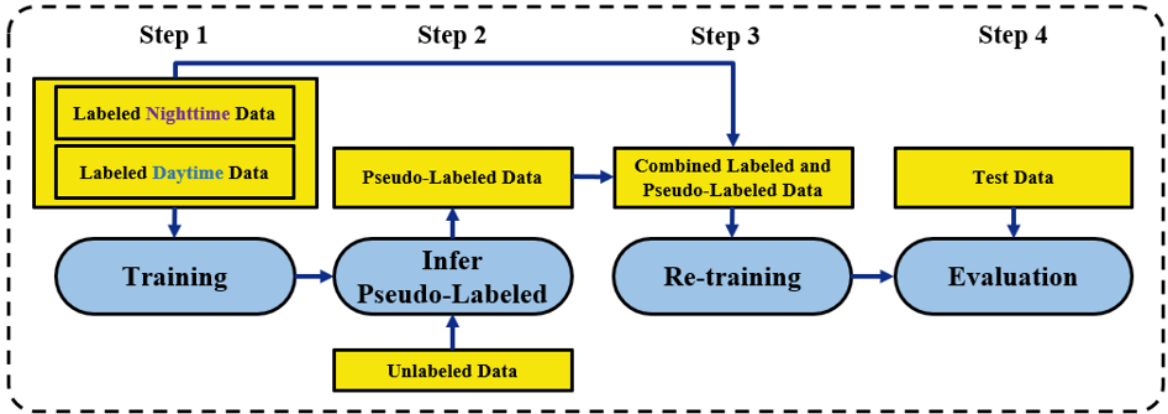 Step 1
Step 2
Step 3
Step 4
Labeled Nighttime Data
Labeled Daytime Data
Pseudo-Labeled Data
Combined Labeled and
Pseudo-Labeled Data
Test Data
Training
Infer
Pseudo-Labeled
Re-training
Evaluation
Unlabeled Data